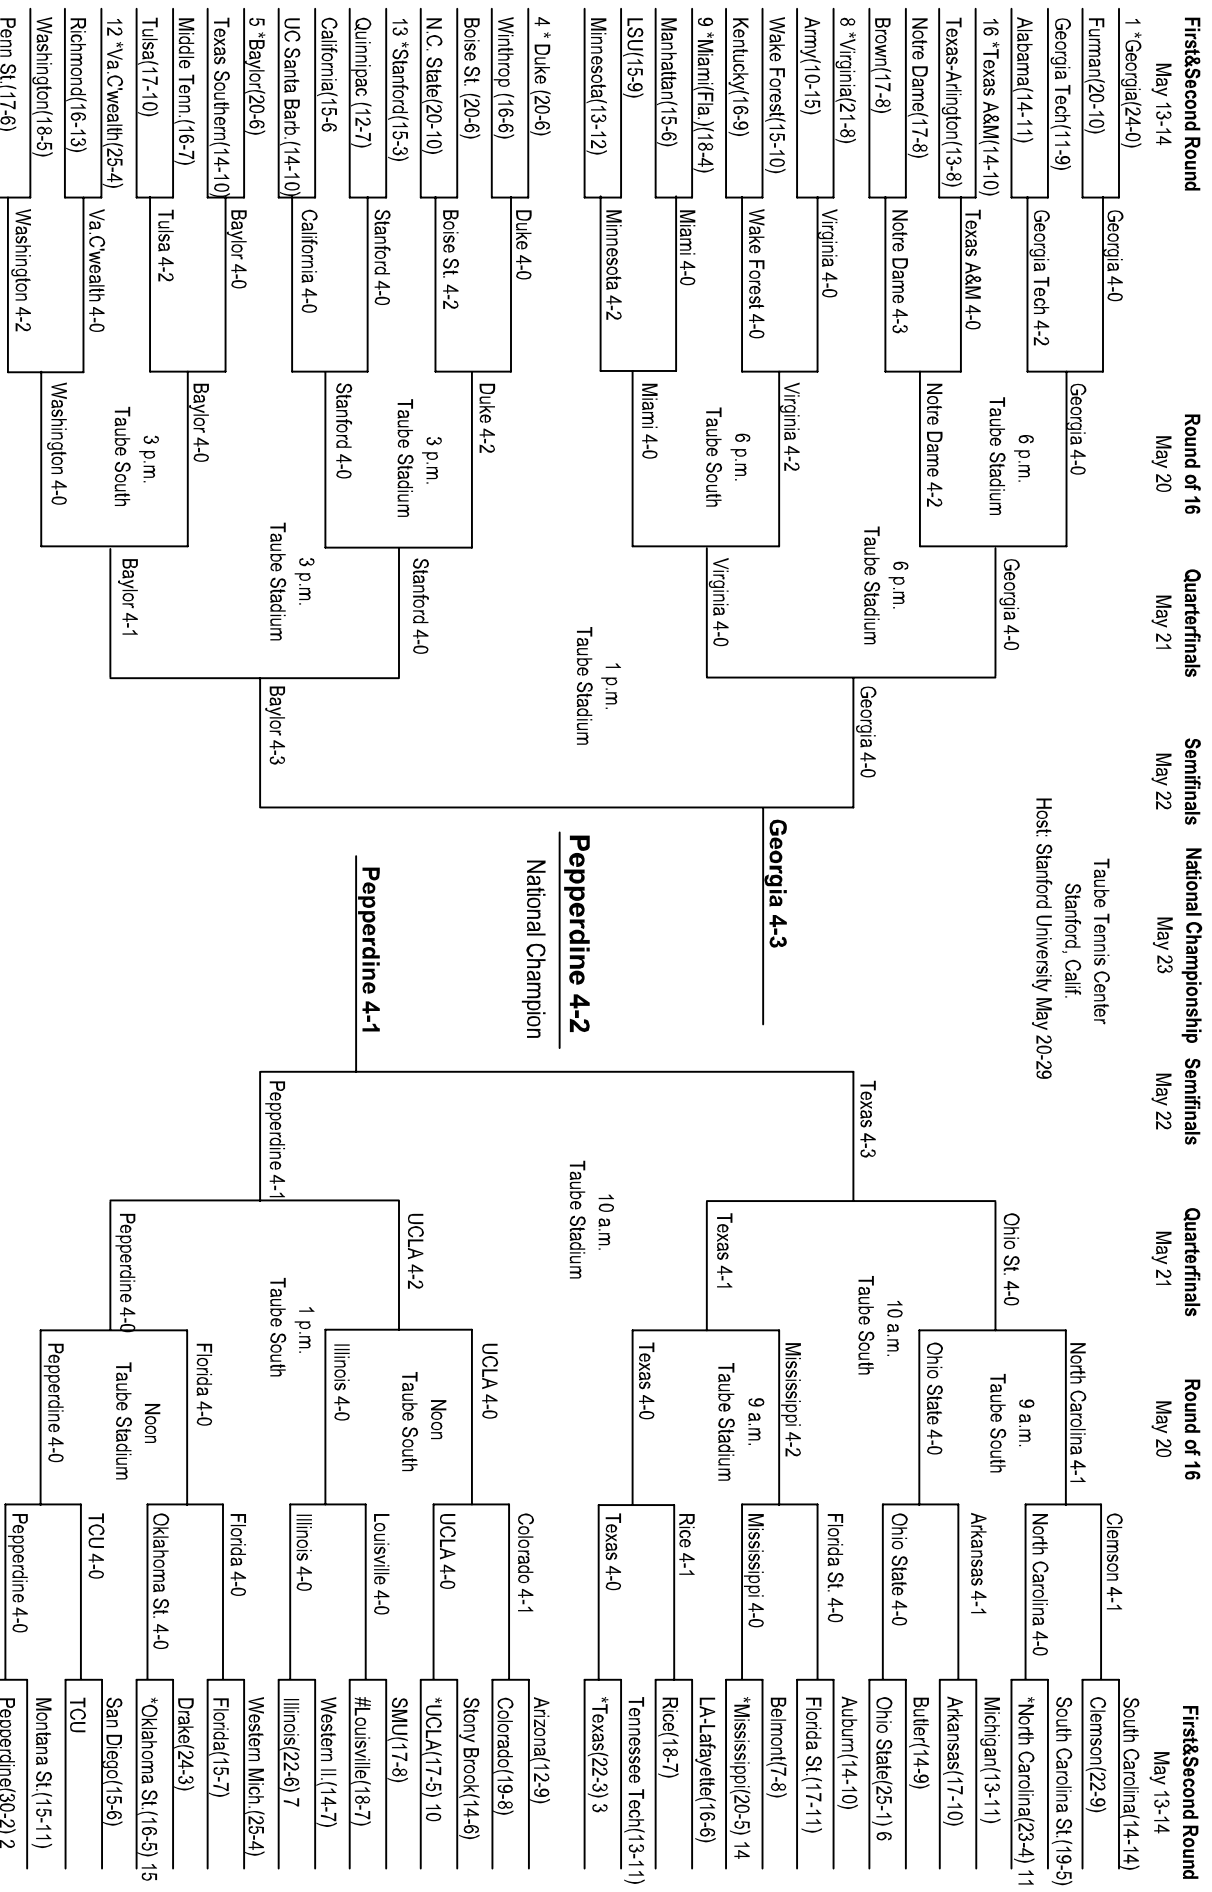 First&Second Round
May 13-14
Round of 16
May 20
Quarterfinals
May 21
Semifinals
May 22
National Championship
May 23
Semifinals
May 22
Quarterfinals
May 21
Round of 16
May 20
First&Second Round
May 13-14
Taube Tennis Center
Stanford, Calif.
Host: Stanford University May 20-29
1 *Georgia(24-0)
Furman(20-10)
Georgia Tech(11-9)
Alabama(14-11)
16 *Texas A&M(14-10)
Texas-Arlington(13-8)
Notre Dame(17-8)
Brown(17-8)
8 *Virginia(21-8)
Army(10-15)
Wake Forest(15-10)
Kentucky(16-9)
9 *Miami(Fla.)(18-4)
Manhattan(15-6)
LSU(15-9)
Minnesota(13-12)
4 * Duke (20-6)
Winthrop (16-6)
Boise St. (20-6)
N.C. State(20-10)
13 *Stanford(15-3)
Quinnipac (12-7)
California(15-6
UC Santa Barb.(14-10)
5 *Baylor(20-6)
Texas Southern(14-10)
Middle Tenn.(16-7)
Tulsa(17-10)
12 *Va.C'wealth(25-4)
Richmond(16-13)
Washington(18-5)
Penn St.(17-6)
Georgia 4-0
Georgia Tech 4-2
Texas A&M 4-0
Notre Dame 4-3
Virginia 4-0
Wake Forest 4-0
Miami 4-0
Minnesota 4-2
Duke 4-0
Boise St. 4-2
Stanford 4-0
California 4-0
Baylor 4-0
Tulsa 4-2
Va.C'wealth 4-0
Washington 4-2
Georgia 4-0
6 p.m.
Taube Stadium
Notre Dame 4-2
Virginia 4-2
6 p.m.
Taube South
Miami 4-0
Duke 4-2
3 p.m.
Taube Stadium
Stanford 4-0
Baylor 4-0
3 p.m.
Taube South
Washington 4-0
Georgia 4-0
6 p.m.
Taube Stadium
Virginia 4-0
Stanford 4-0
3 p.m.
Taube Stadium
Baylor 4-1
Georgia 4-0
1 p.m.
Taube Stadium
Baylor 4-3
Georgia 4-3
Pepperdine 4-2
National Champion
Pepperdine 4-1
Texas 4-3
10 a.m.
Taube Stadium
Pepperdine 4-1
Ohio St. 4-0
10 a.m.
Taube South
Texas 4-1
UCLA 4-2
1 p.m.
Taube South
Pepperdine 4-0
North Carolina 4-1
9 a.m.
Taube South
Ohio State 4-0
Mississippi 4-2
9 a.m.
Taube Stadium
Texas 4-0
UCLA 4-0
Noon
Taube South
Illinois 4-0
Florida 4-0
Noon
Taube Stadium
Pepperdine 4-0
Clemson 4-1
North Carolina 4-0
Arkansas 4-1
Ohio State 4-0
Florida St. 4-0
Mississippi 4-0
Rice 4-1
Texas 4-0
Colorado 4-1
UCLA 4-0
Louisville 4-0
Illinois 4-0
Florida 4-0
Oklahoma St. 4-0
TCU 4-0
Pepperdine 4-0
South Carolina(14-14)
Clemson(22-9)
South Carolina St.(19-5)
*North Carolina(23-4) 11
Michigan(13-11)
Arkansas(17-10)
Butler(14-9)
Ohio State(25-1) 6
Auburn(14-10)
Florida St.(17-11)
Belmont(7-8)
*Mississippi(20-5) 14
LA-Lafayette(16-6)
Rice(18-7)
Tennessee Tech(13-11)
*Texas(22-3) 3
Arizona(12-9)
Colorado(19-8)
Stony Brook(14-6)
*UCLA(17-5) 10
SMU(17-8)
#Louisville(18-7)
Western Il.(14-7)
Illinois(22-6) 7
Western Mich.(25-4)
Florida(15-7)
Drake(24-3)
*Oklahoma St.(16-5) 15
San Diego(15-6)
TCU
Montana St.(15-11)
Pepperdine(30-2) 2